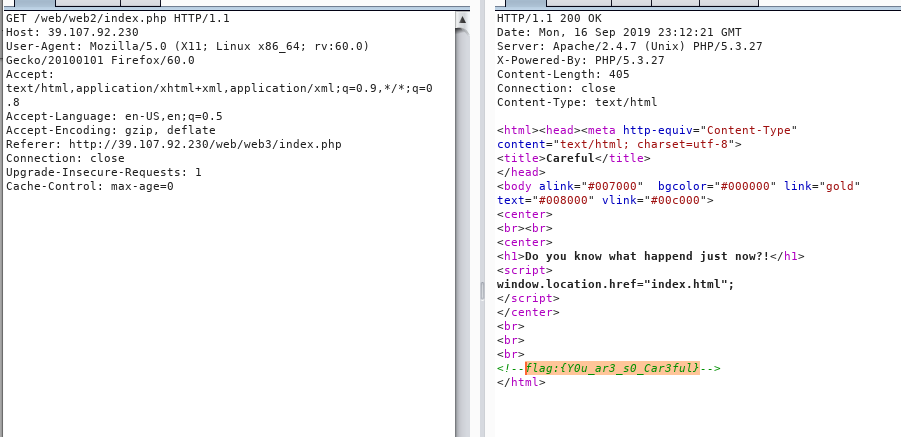 GET /web/web2/index.php HTTP/1.1
Host: 39.107.92.230
User-Agent: Mozilla/5.0 (X11; Linux x86_64; rv:60.0)
Gecko/20100101 Firefox/60.0
Accept:
text/html,application/xhtml+xml,application/xml;q=0.9,*/*;q=0
.8
Accept-Language: en-US,en;q=0.5
Accept-Encoding: gzip, deflate
Referer: http://39.107.92.230/web/web3/index.php
Connection: close
Upgrade-Insecure-Requests: 1
Cache-Control: max-age=0
HTTP/1.1 200 OK
Date: Mon, 16 Sep 2019 23:12:21 GMT
Server: Apache/2.4.7 (Unix) PHP/5.3.27
X-Powered-By: PHP/5.3.27
Content-Length: 405
Connection: close
Content-Type: text/html

<html><head><meta http-equiv="Content-Type"
content="text/html; charset=utf-8">
<title>Careful</title>
</head>
<body alink="#007000"  bgcolor="#000000" link="gold"
text="#008000" vlink="#00c000">
<center>
<br><br>
<center>
<h1>Do you know what happend just now?!</h1>
<script>
window.location.href="index.html";
</script>
</center>
<br>
<br>
<br>
<!--flag:{Y0u_ar3_s0_Car3ful}-->
</html>